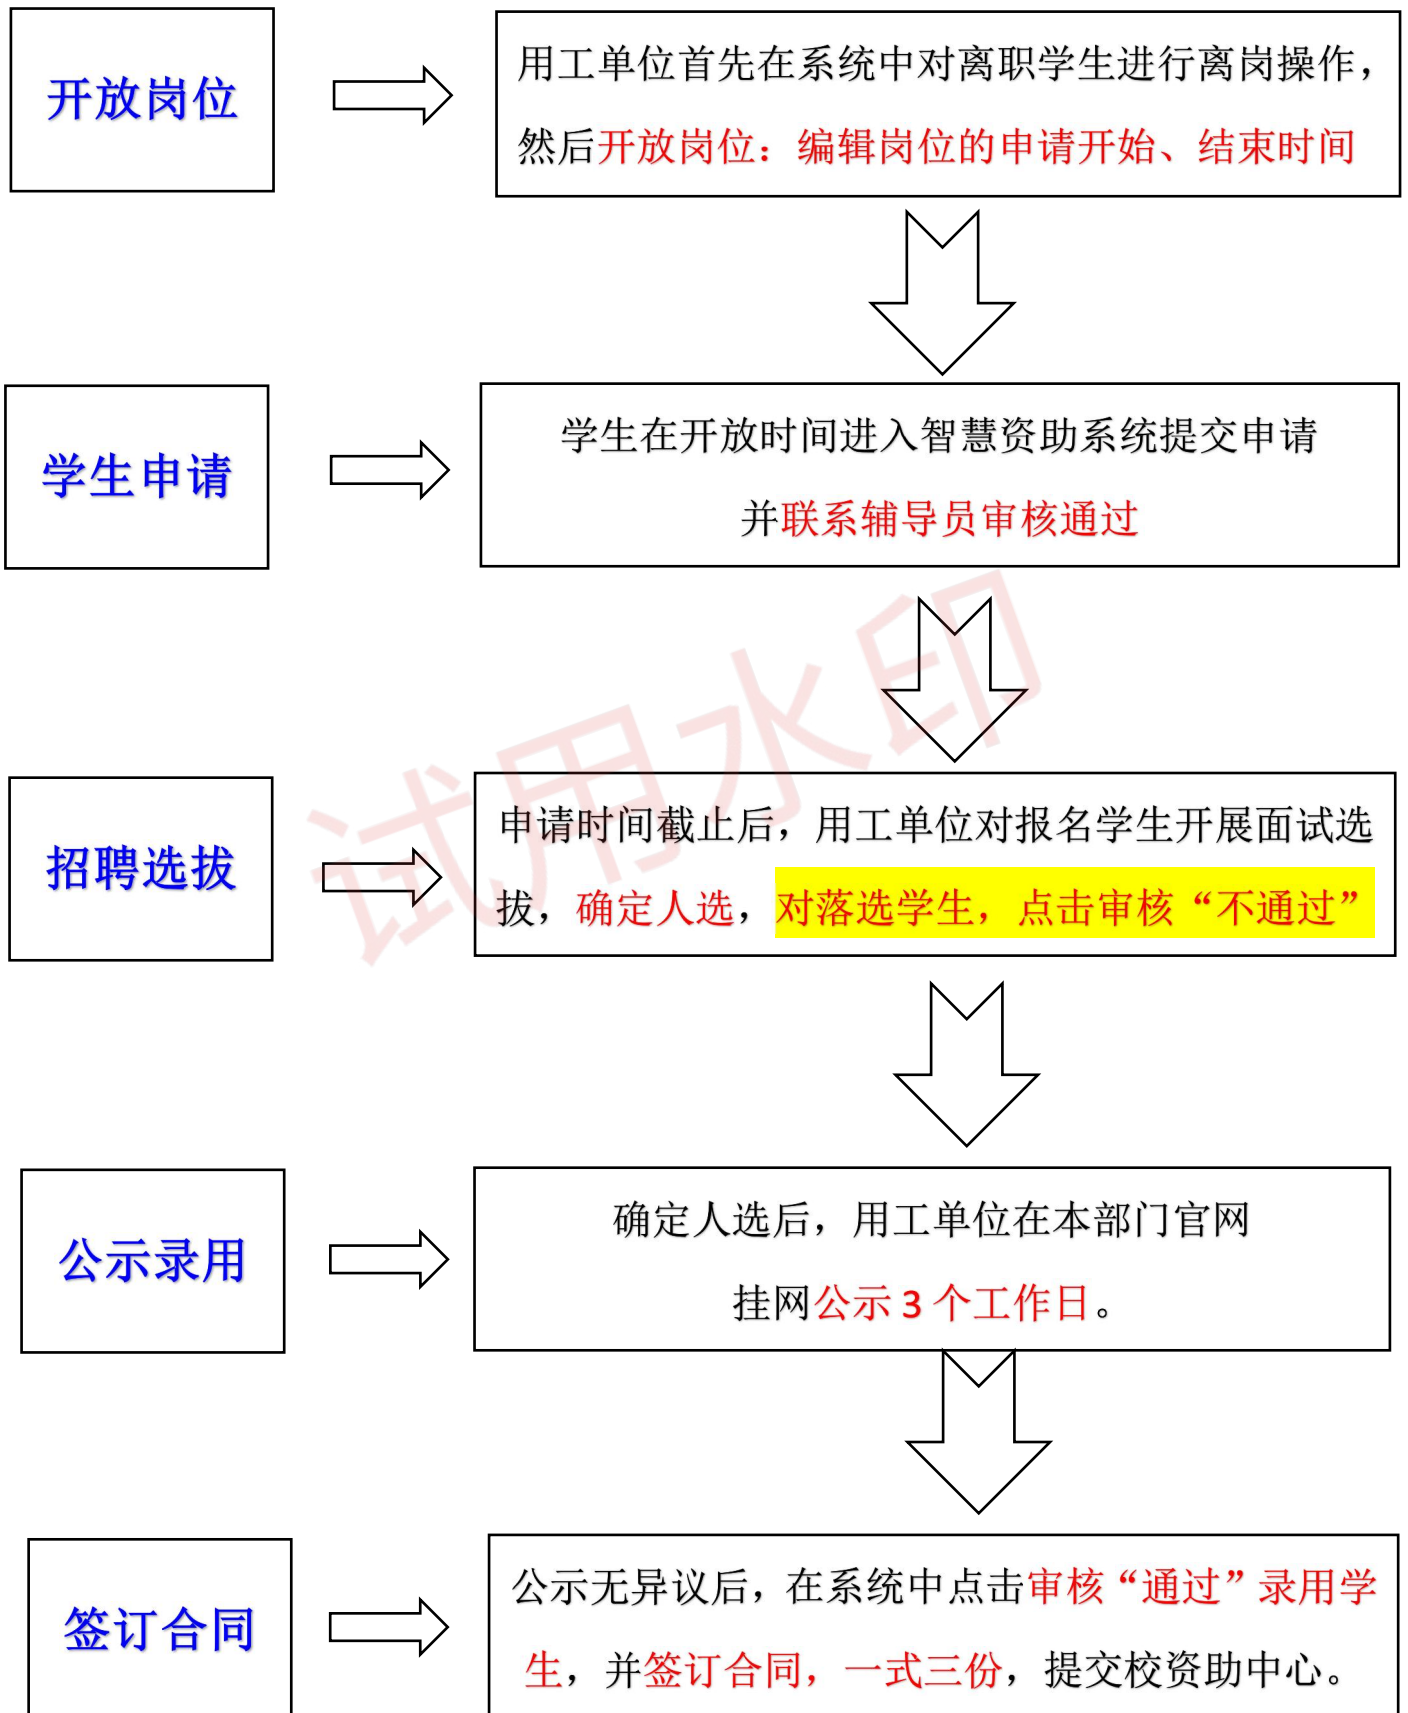 开放岗位
用工单位首先在系统中对离职学生进行离岗操作，
然后开放岗位：编辑岗位的申请开始、结束时间
学生申请
学生在开放时间进入智慧资助系统提交申请
并联系辅导员审核通过
试用水印
招聘选拔
申请时间截止后，用工单位对报名学生开展面试选
拔，确定人选，对落选学生，点击审核“不通过”
公示录用
确定人选后，用工单位在本部门官网
挂网公示 3 个工作日。
签订合同
公示无异议后，在系统中点击审核“通过”录用学
生，并签订合同，一式三份，提交校资助中心。